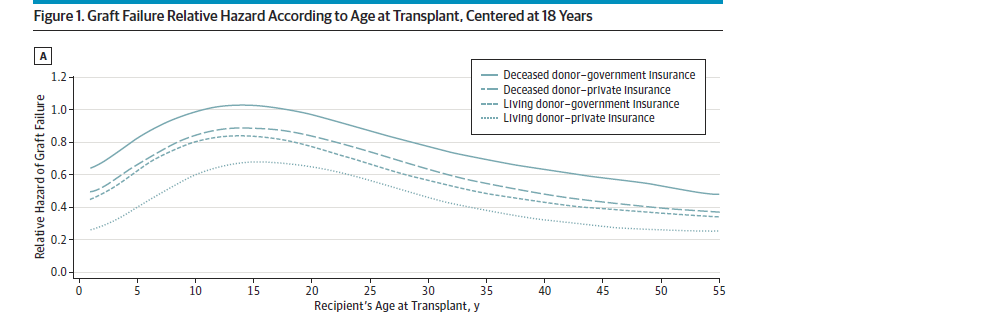 Figure 1. Graft Failure Relative Hazard According to Age at Transplant, Centered at 18 Years
A
Deceased donor–government insurance
Deceased donor–private insurance
Living donor–government insurance
Living donor–private insurance
Relative Hazard of Graft Failure
1.2
1.0
0.8
0.6
0.4
0.2
0.0
0 5 10 15 20 25 30 35 40 45 50 55
Recipient's Age at Transplant, y